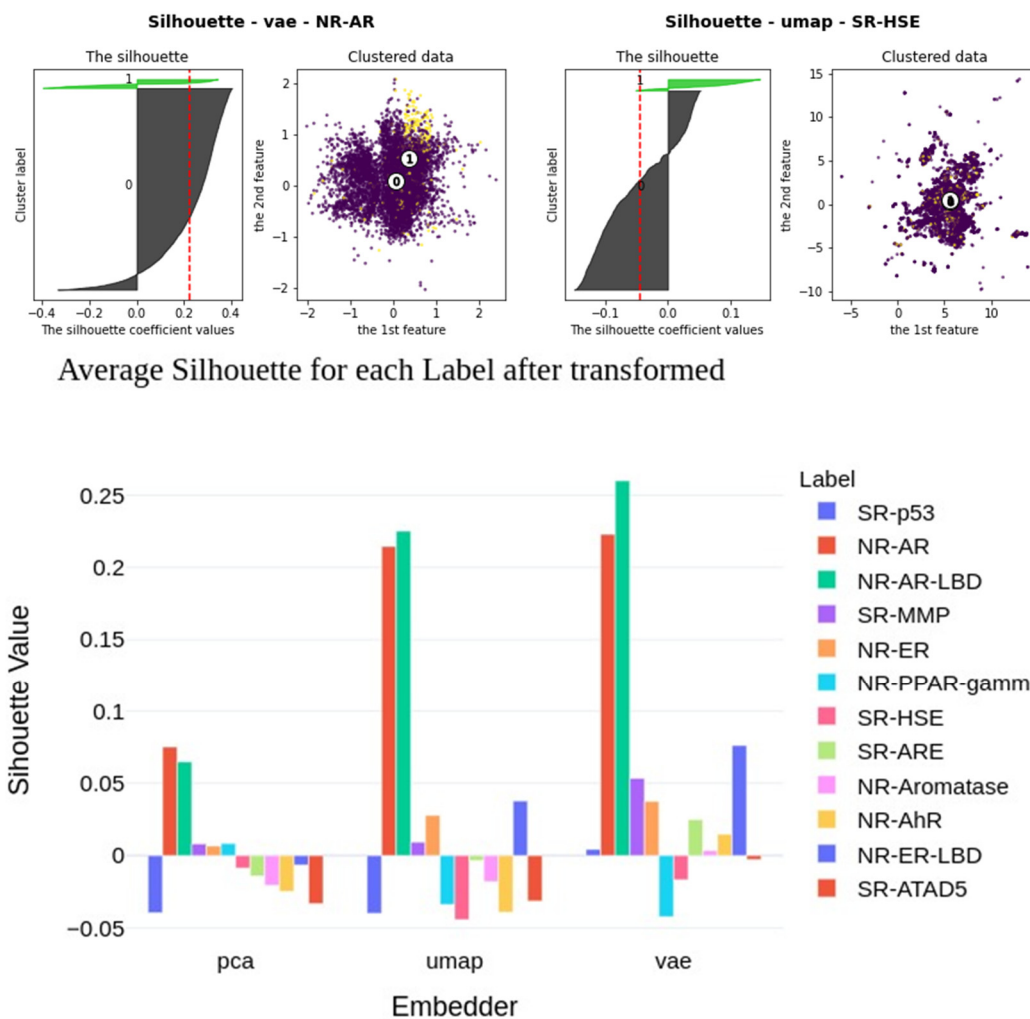 Silhouette - vae - NR-AR
Silhouette - umap - SR-HSE
The silhouette
Clustered data
The silhouette
Clustered data
Cluster label
1
0
−0.4 −0.2 0.0 0.2 0.4
The silhouette coefficient values
the 2nd feature
2
1
0
−1
−2
1
0
−2 −1 0 1 2
the 1st feature
Cluster label
1
0
−0.1 0.0 0.1
The silhouette coefficient values
the 2nd feature
15
10
5
0
−5
−10
−5 0 5 10
the 1st feature
Average Silhouette for each Label after transformed
Sihouette Value
0.25
0.2
0.15
0.1
0.05
0
−0.05
pca umap vae
Embedder
Label
SR-p53
NR-AR
NR-AR-LBD
SR-MMP
NR-ER
NR-PPAR-gamm
SR-HSE
SR-ARE
NR-Aromatase
NR-AhR
NR-ER-LBD
SR-ATAD5